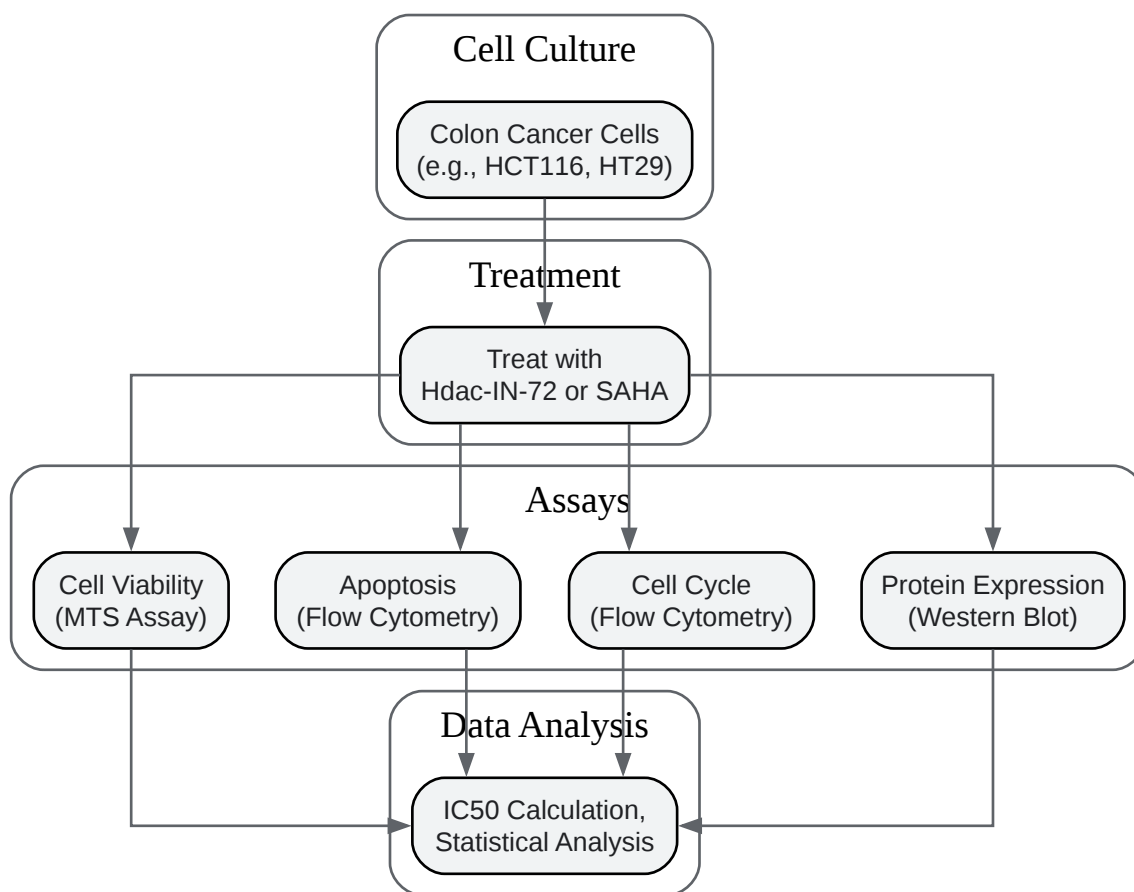 Cell Culture
Colon Cancer Cells
(e.g., HCT116, HT29)
Treatment
Treat with
Hdac-IN-72 or SAHA
Assays
Cell Viability
(MTS Assay)
Apoptosis
(Flow Cytometry)
Cell Cycle
(Flow Cytometry)
Protein Expression
(Western Blot)
Data Analysis
IC50 Calculation,
Statistical Analysis